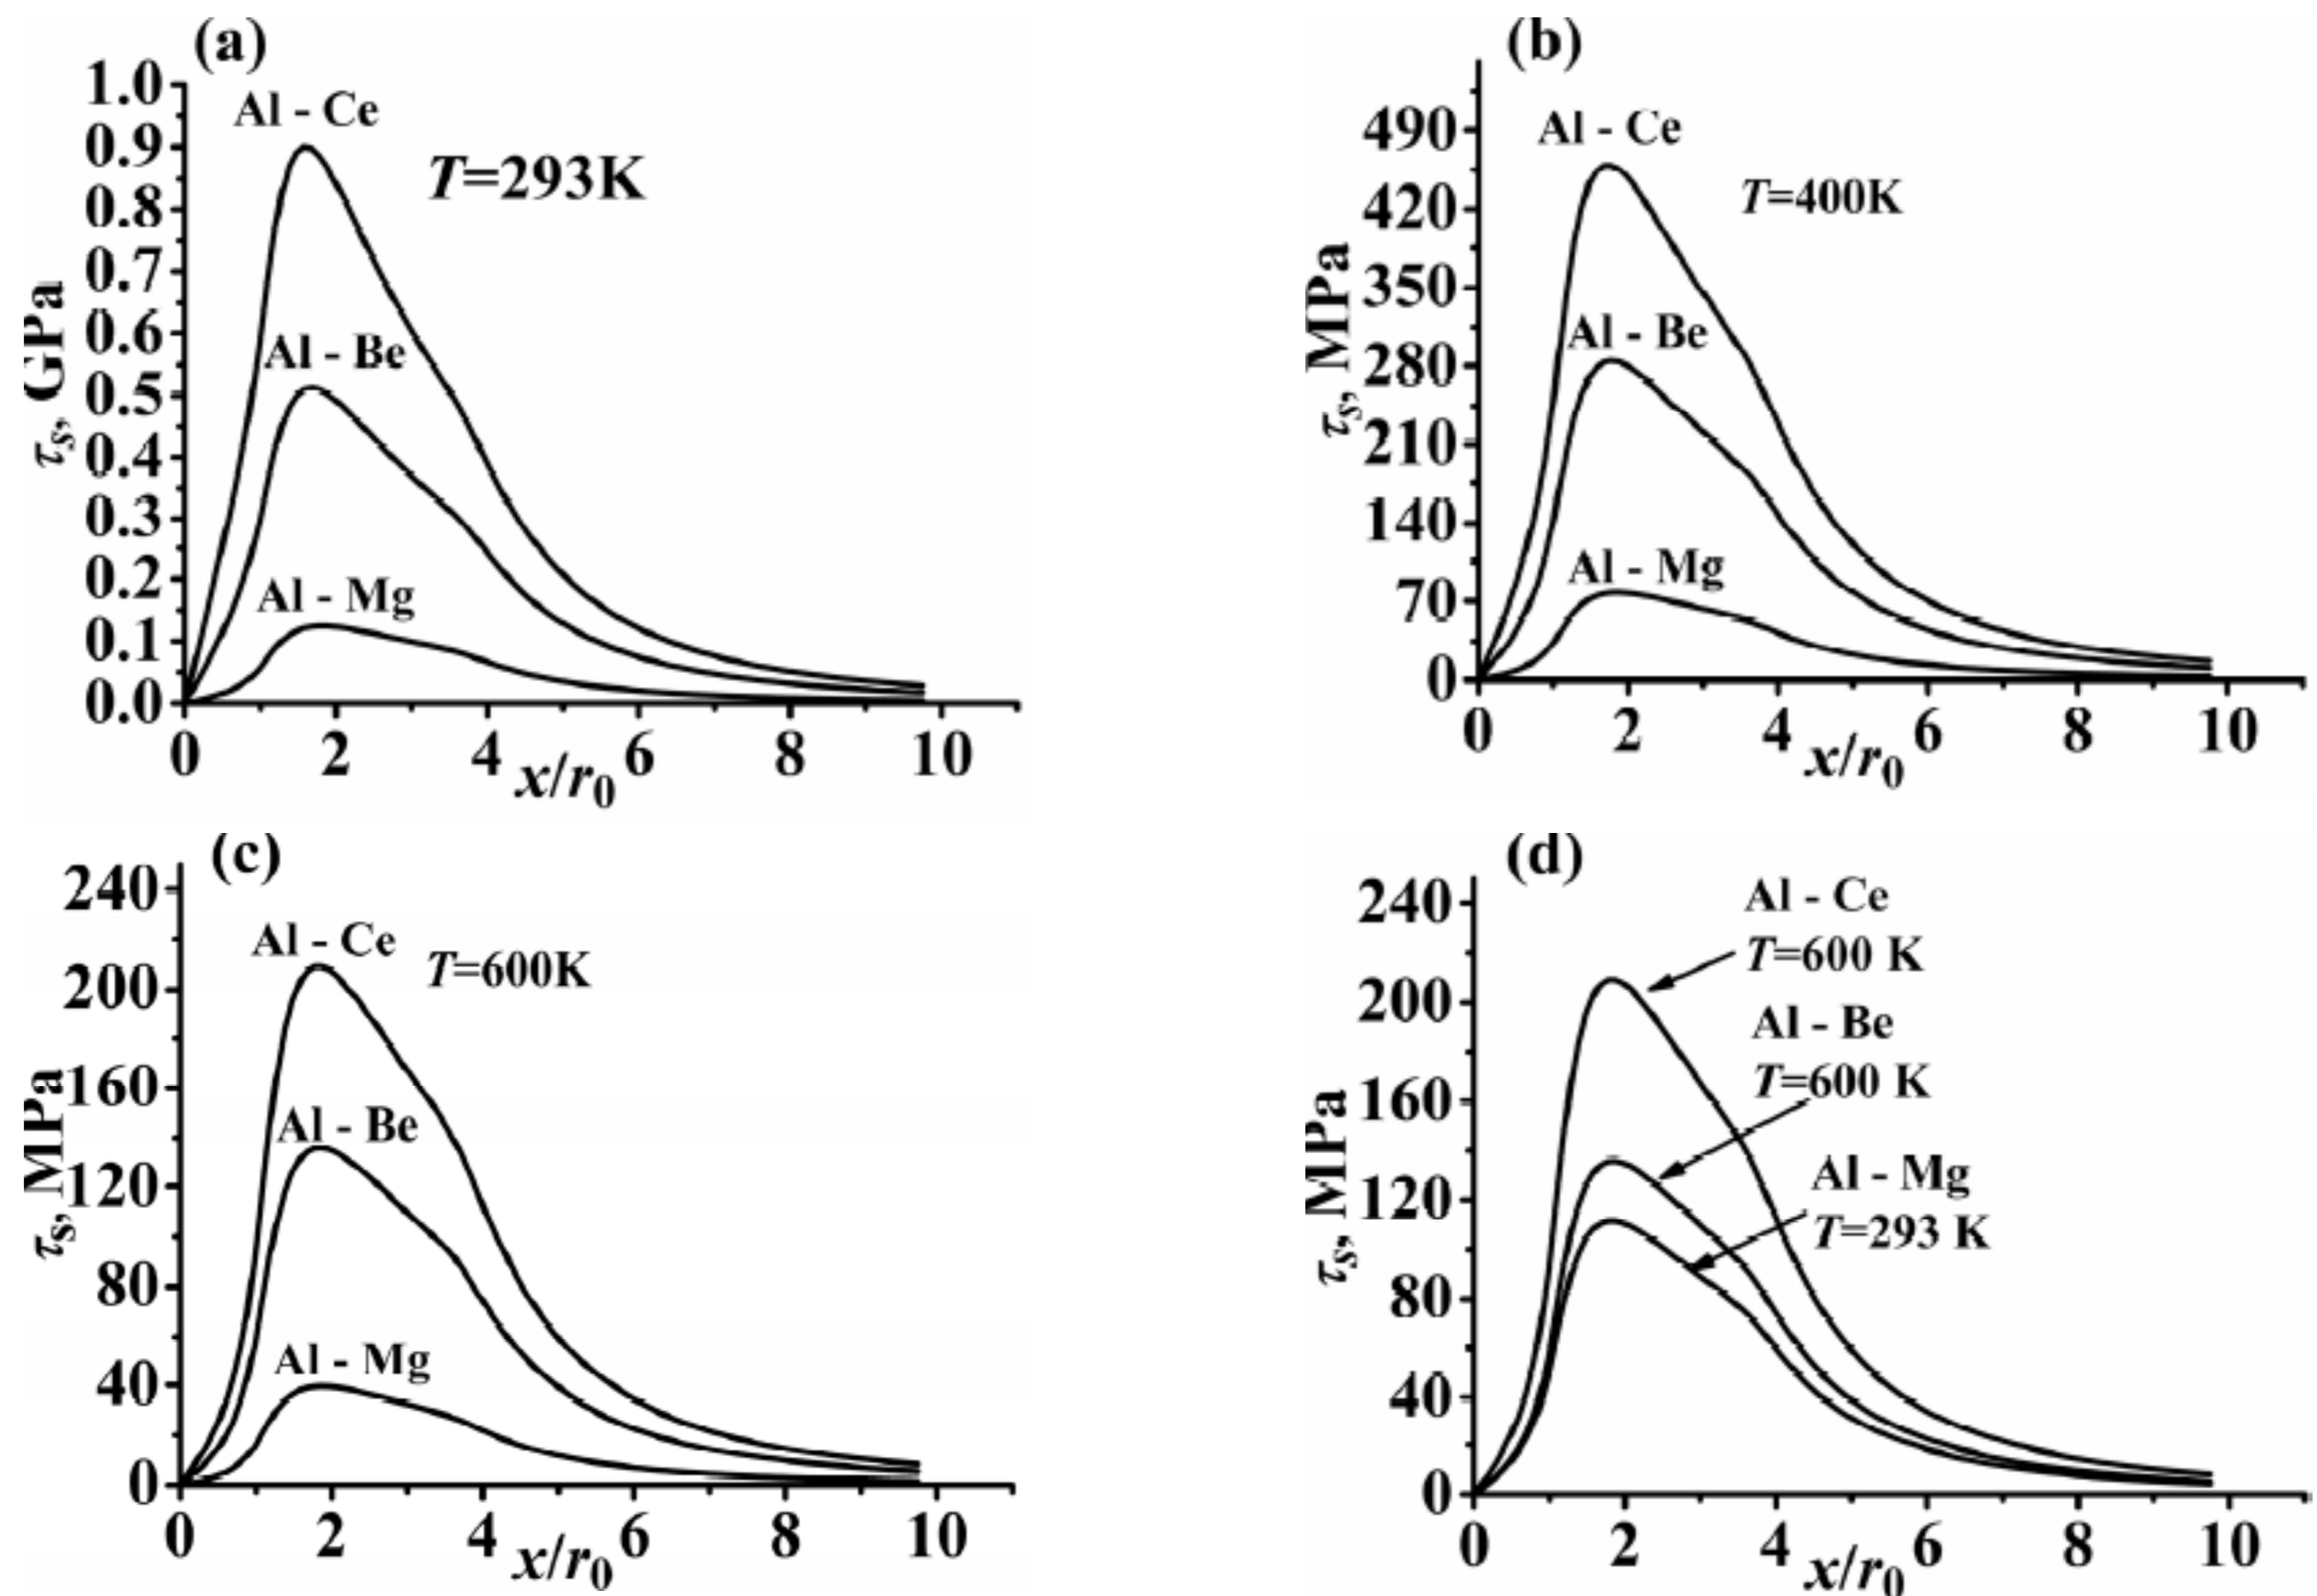 (a)
1.0
0.9
0.8
0.7
0.6
0.5
0.4
0.3
0.2
0.1
0.0
τs, GPa
Al - Ce
T=293K
Al - Be
Al - Mg
0 2 4 6 8 10
x/r0
(b)
490
420
350
280
210
140
70
0
τs, MPa
Al - Ce
T=400K
Al - Be
Al - Mg
0 2 4 6 8 10
x/r0
(c)
240
200
160
120
80
40
0
τs, MPa
Al - Ce
T=600K
Al - Be
Al - Mg
0 2 4 6 8 10
x/r0
(d)
240
200
160
120
80
40
0
τs, MPa
Al - Ce
T=600 K
Al - Be
T=600 K
Al - Mg
T=293 K
0 2 4 6 8 10
x/r0